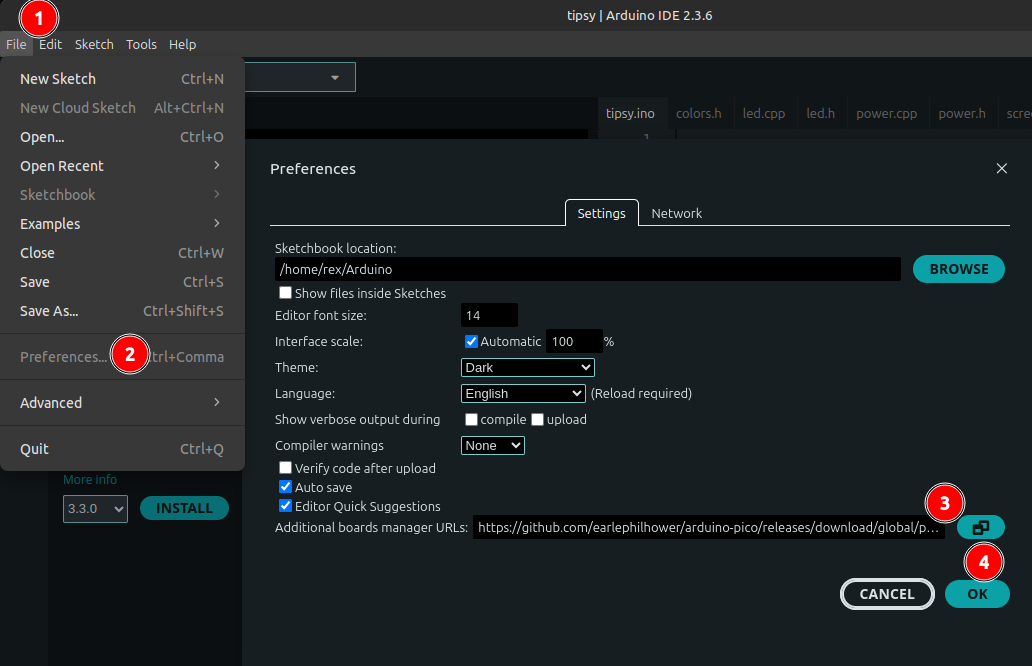 1
tipsy | Arduino IDE 2.3.6
File Edit Sketch Tools Help
New Sketch Ctrl+N
New Cloud Sketch Alt+Ctrl+N
Open... Ctrl+O
Open Recent
Sketchbook
Examples
Close Ctrl+W
Save Ctrl+S
Save As... Ctrl+Shift+S
Preferences... 2 trl+Comma
Advanced
Quit Ctrl+Q
More info
3.3.0 INSTALL
tipsy.ino colors.h led.cpp led.h power.cpp power.h scre
1
Preferences
Settings Network
Sketchbook location:
/home/rex/Arduino BROWSE
Show files inside Sketches
Editor font size: 14
Interface scale: Automatic 100 %
Theme: Dark
Language: English (Reload required)
Show verbose output during compile upload
Compiler warnings None
Verify code after upload
Auto save
Editor Quick Suggestions
3
Additional boards manager URLs: https://github.com/earlephilhower/arduino-pico/releases/download/global/p...
4
CANCEL OK